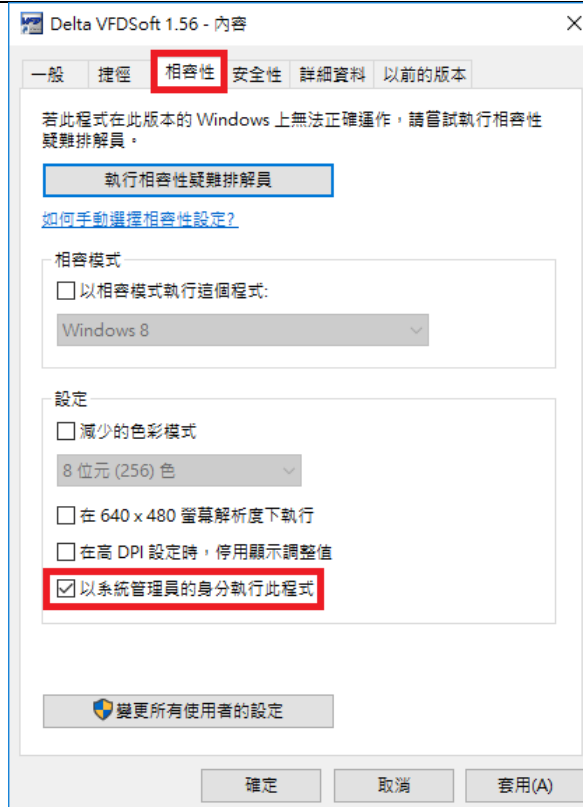 Delta VFDSoft 1.56 - 內容
一般 捷徑 相容性 安全性 詳細資料 以前的版本
若此程式在此版本的 Windows 上無法正確運作，請嘗試執行相容性
疑難排解員。
執行相容性疑難排解員
如何手動選擇相容性設定?
相容模式
以相容模式執行這個程式:
Windows 8
設定
減少的色彩模式
8 位元 (256) 色
在 640 x 480 螢幕解析度下執行
在高 DPI 設定時，停用顯示調整值
以系統管理員的身分執行此程式
變更所有使用者的設定
確定 取消 套用(A)